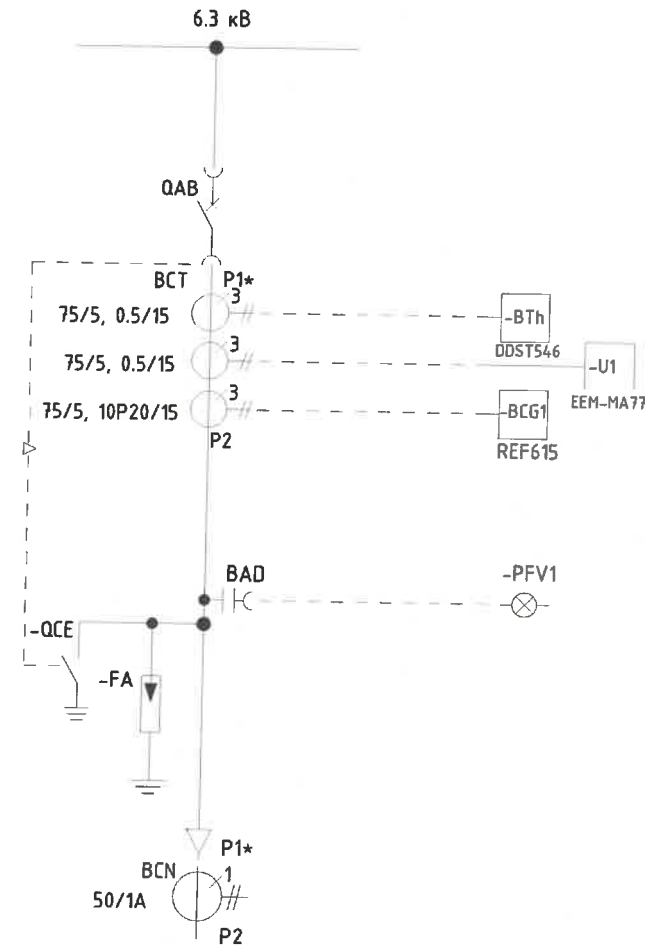 6.3 кВ
QAB
BCT P1*
3
75/5, 0.5/15
-BTh
DDST546
3
75/5, 0.5/15
-U1
EEM-MA77
3
75/5, 10P20/15
-BCG1
REF615
P2
BAD
-PFV1
-QCE
-FA
P1*
BCN
1
50/1A
P2